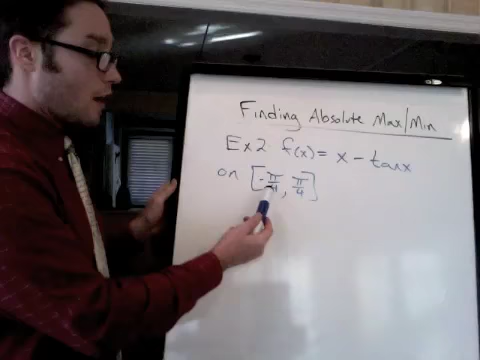 Finding Absolute Max/Min
Ex2 f(x) = x - tanx
on [-π/4, π/4]